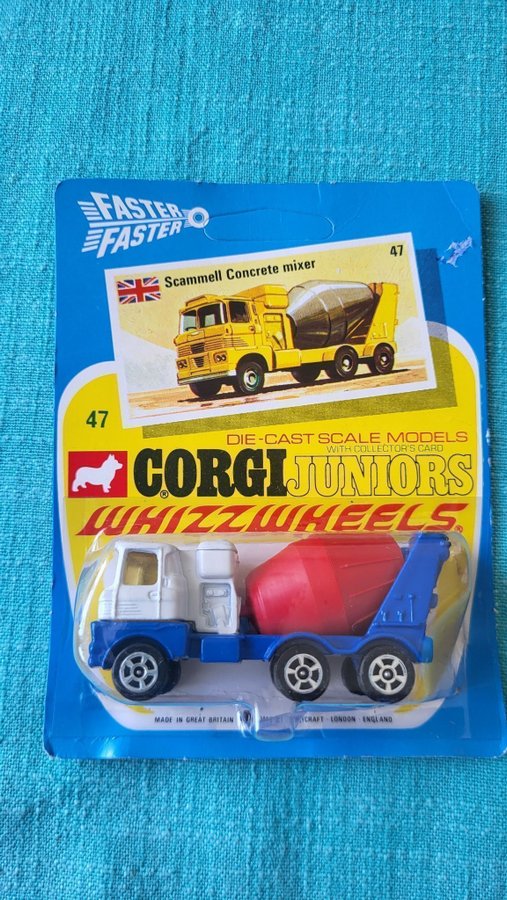 FASTER
FASTER
Scammell Concrete mixer
47
47
DIE-CAST SCALE MODELS
WITH COLLECTOR'S CARD
CORGI JUNIORS
®
WHIZZWHEELS®
MADE IN GREAT BRITAIN
LONDON · ENGLAND